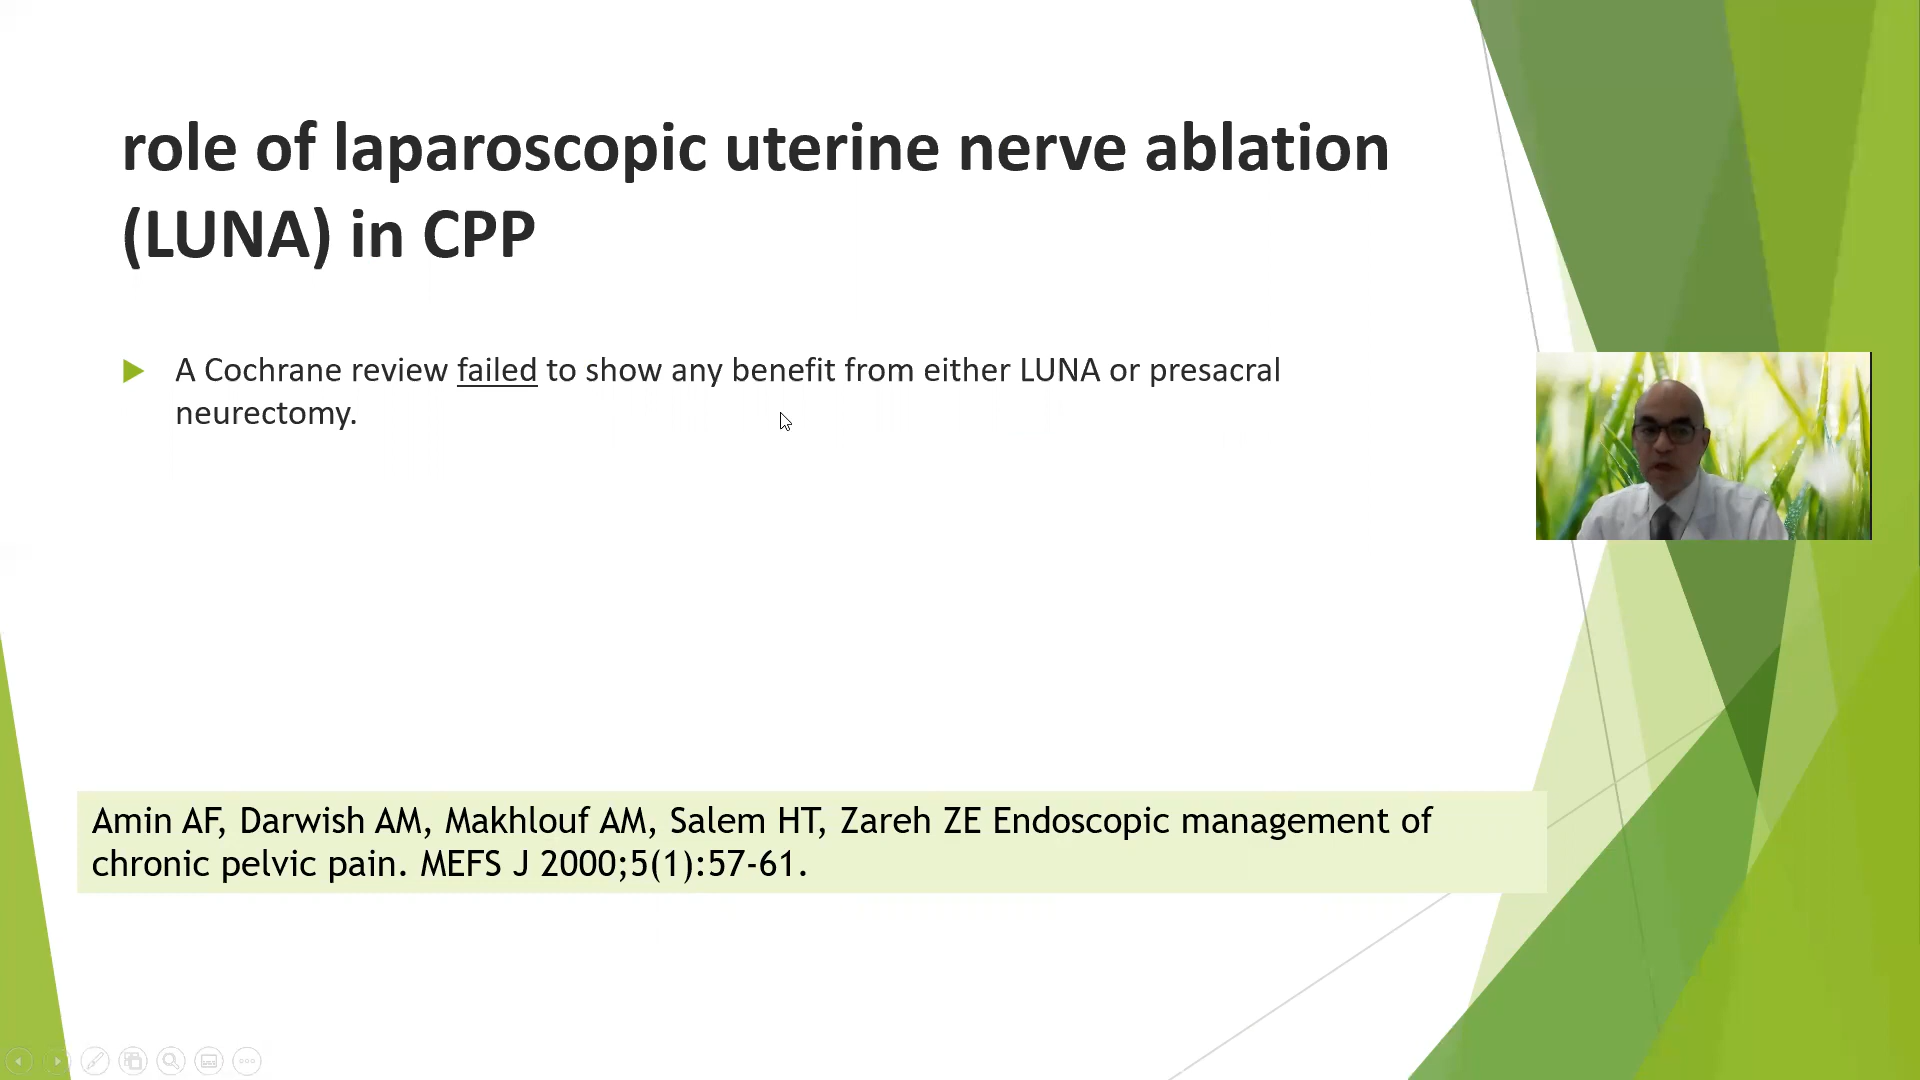 role of laparoscopic uterine nerve ablation
(LUNA) in CPP
A Cochrane review failed to show any benefit from either LUNA or presacral
neurectomy.
Amin AF, Darwish AM, Makhlouf AM, Salem HT, Zareh ZE Endoscopic management of
chronic pelvic pain. MEFS J 2000;5(1):57-61.